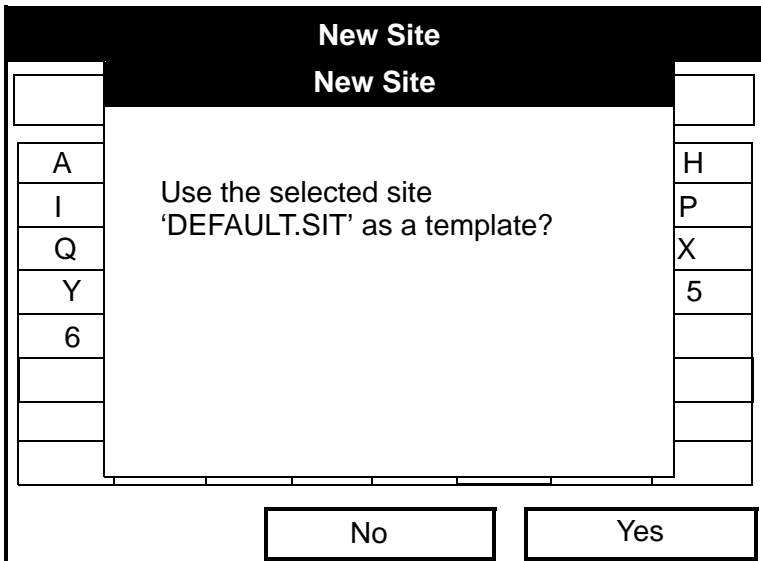 New Site
New Site
Use the selected site
‘DEFAULT.SIT’ as a template?
A H
I P
Q X
Y 5
6
No Yes